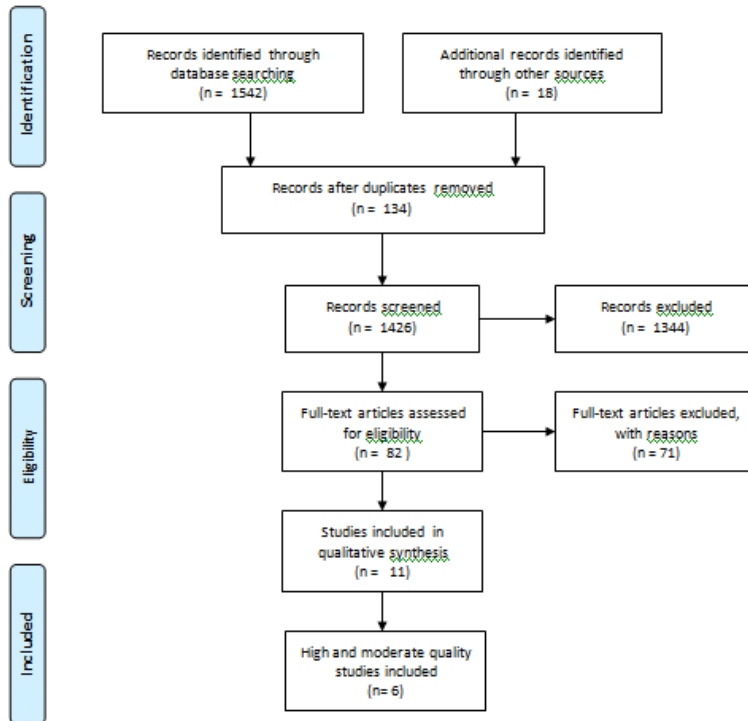 Identification
Records identified through
database searching
(n = 1542)
Additional records identified
through other sources
(n = 18)
Records after duplicates removed
(n = 134)
Screening
Records screened
(n = 1426)
Records excluded
(n = 1344)
Eligibility
Full-text articles assessed
for eligibility
(n = 82 )
Full-text articles excluded,
with reasons
(n = 71)
Studies included in
qualitative synthesis
(n = 11)
Included
High and moderate quality
studies included
(n= 6)